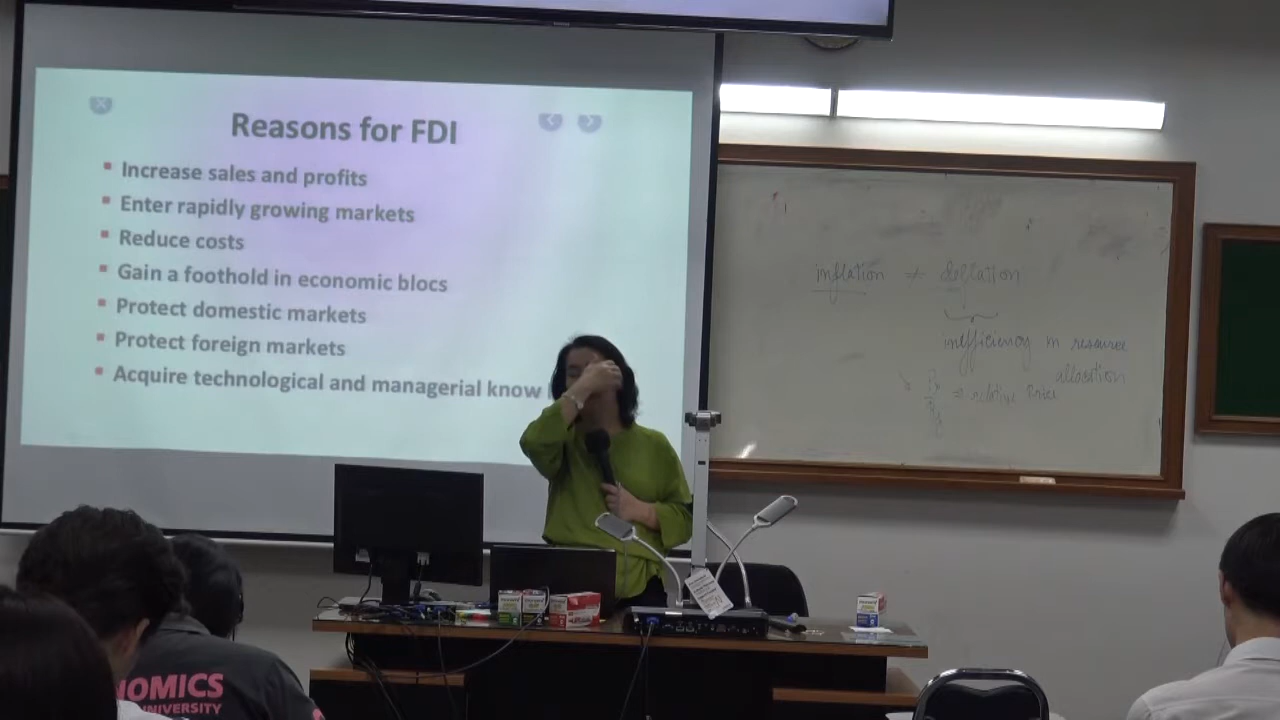 Reasons for FDI
Increase sales and profits
Enter rapidly growing markets
Reduce costs
Gain a foothold in economic blocs
Protect domestic markets
Protect foreign markets
Acquire technological and managerial know
inflation ≠ deflation
inefficiency in resource
allocation
= relative Price
NOMICS
UNIVERSITY